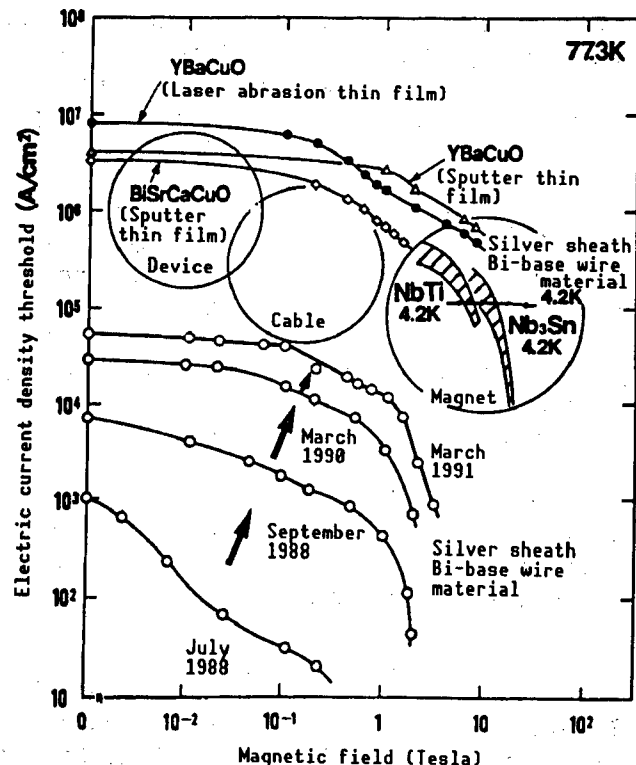 10⁸
77.3K
YBaCuO
(Laser abrasion thin film)
10⁷
YBaCuO
(Sputter thin
film)
BiSrCaCuO
(Sputter
thin film)
10⁶
Device
Silver sheath
Bi-base wire
material
4.2K
NbTi
4.2K
10⁵
Cable
Nb₃Sn
4.2K
Magnet
10⁴
March
1990
March
1991
10³
September
1988
Silver sheath
Bi-base wire
material
10²
July
1988
10
0
10⁻²
10⁻¹
1
10
10²
Magnetic field (Tesla)
Electric current density threshold (A/cm²)